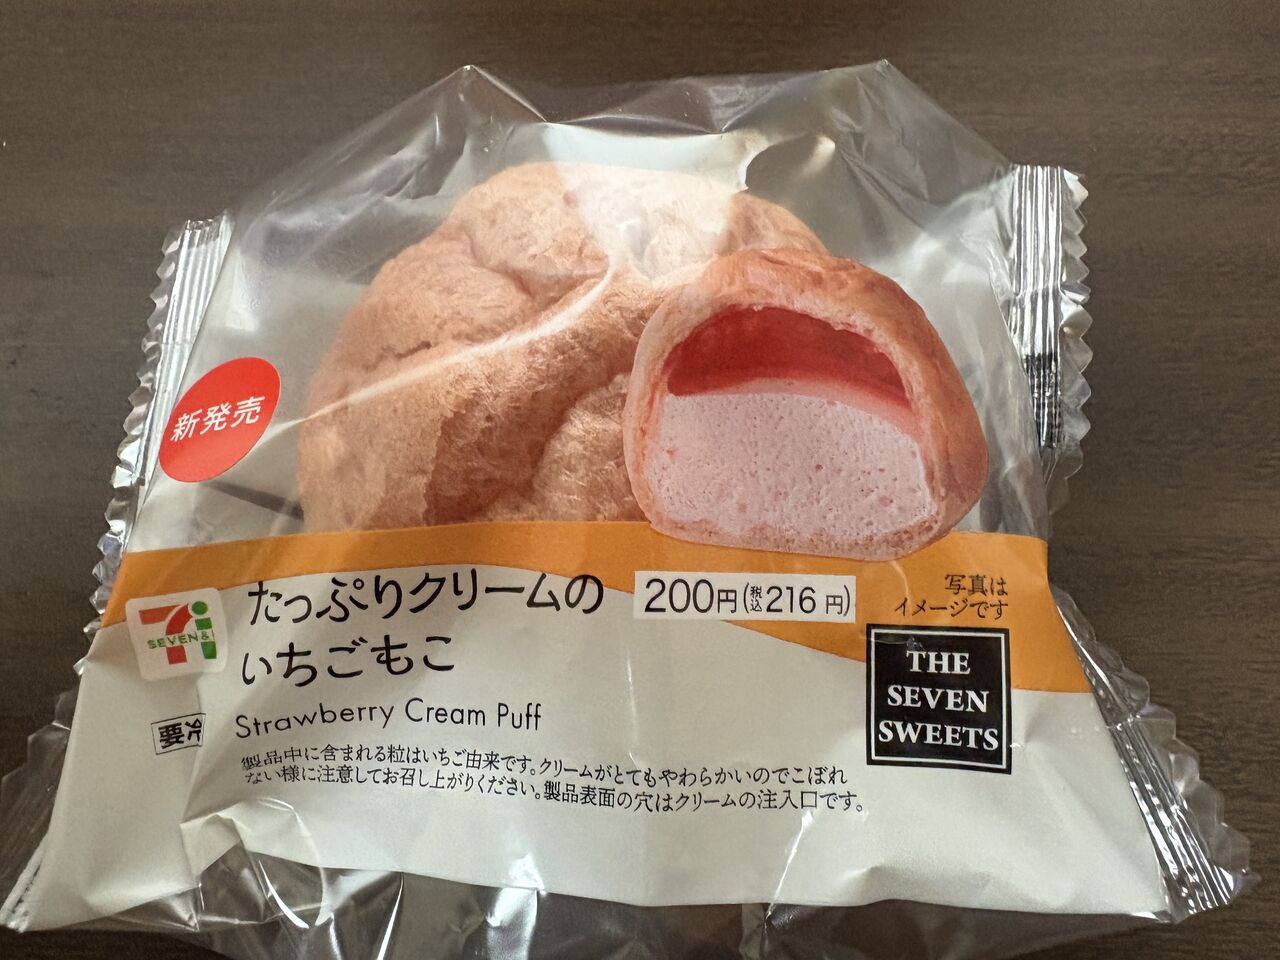 新発売
たっぷりクリームの
いちごもこ
200円(税込216円)
写真は
イメージです
SEVEN&i
THE
SEVEN
SWEETS
Strawberry Cream Puff
要冷
製品中に含まれる粒はいちご由来です。クリームがとてもやわらかいのでこぼれ
ない様に注意してお召し上がりください。製品表面の穴はクリームの注入口です。